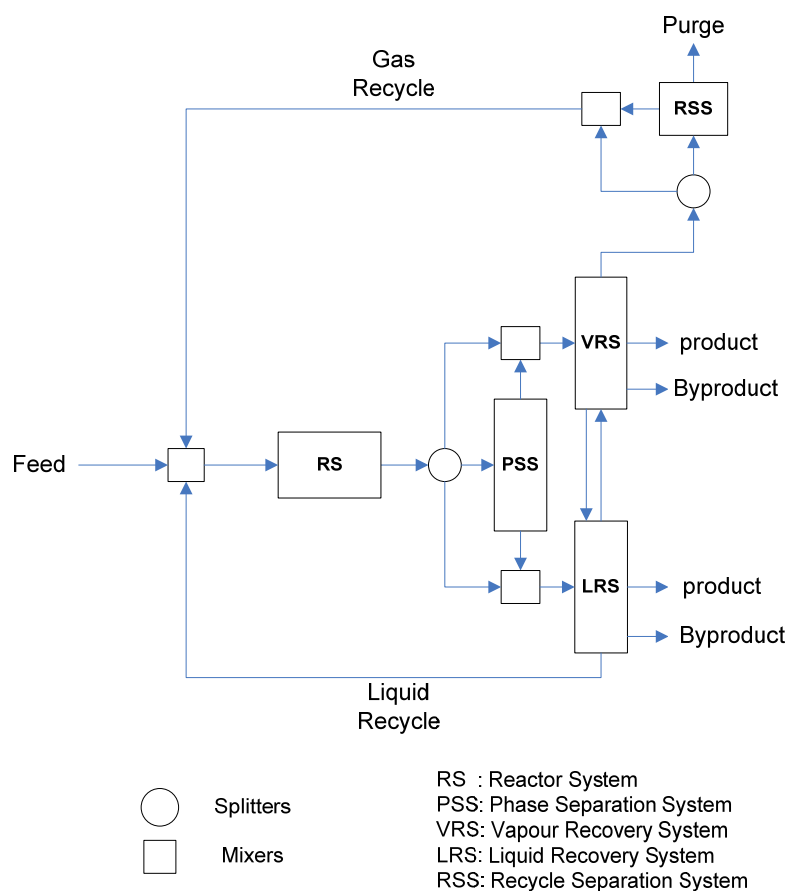 Purge
Gas
Recycle
RSS
VRS
product
Byproduct
Feed
RS
PSS
LRS
product
Byproduct
Liquid
Recycle
Splitters
Mixers
RS : Reactor System
PSS: Phase Separation System
VRS: Vapour Recovery System
LRS: Liquid Recovery System
RSS: Recycle Separation System